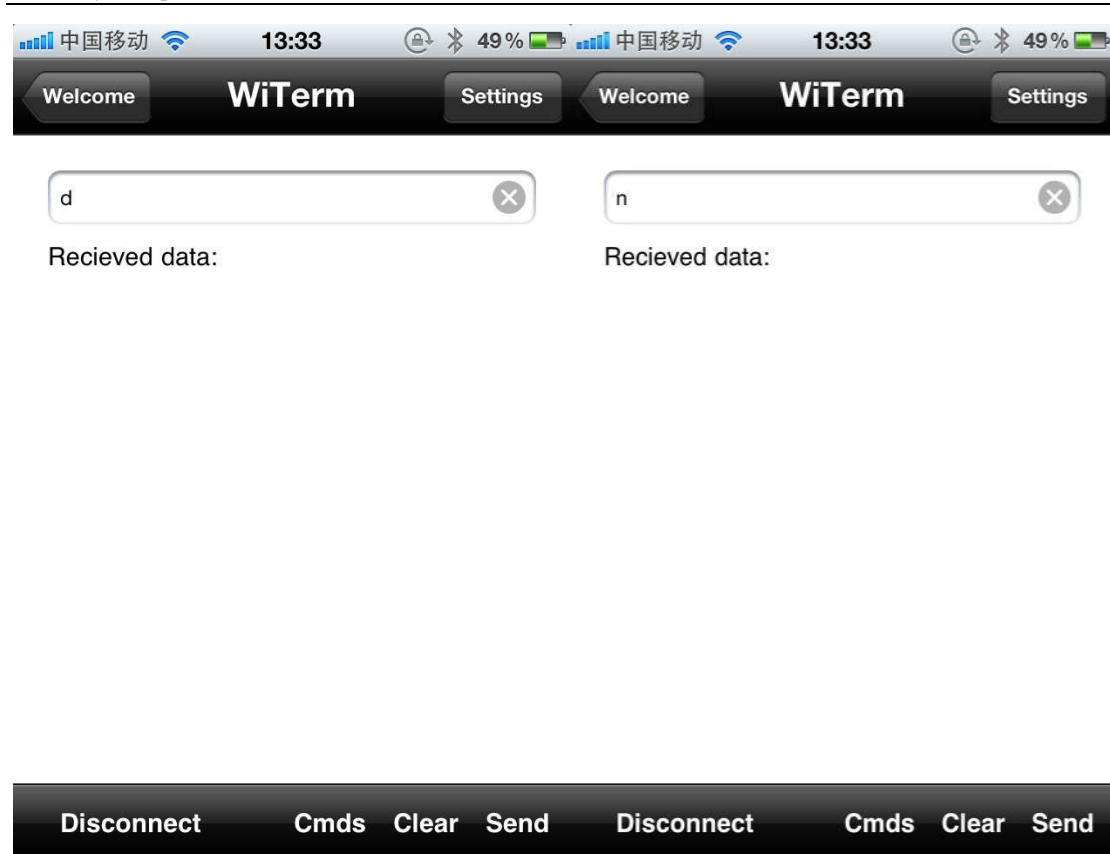 中国移动 13:33 49% 中国移动 13:33 49%
Welcome WiTerm Settings Welcome WiTerm Settings
d n
Recieved data: Recieved data:
Disconnect Cmds Clear Send Disconnect Cmds Clear Send